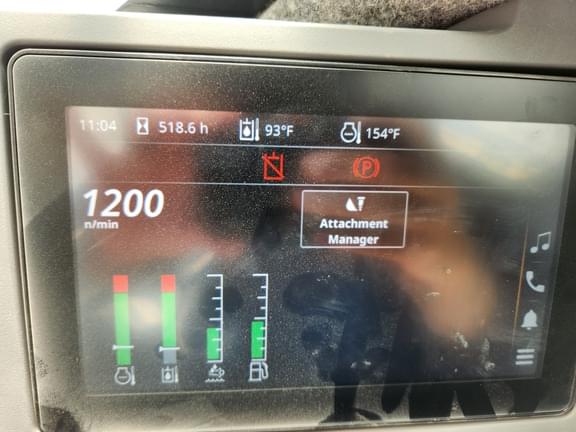 11:04 518.6 h 93°F 154°F
P
1200
n/min
Attachment
Manager